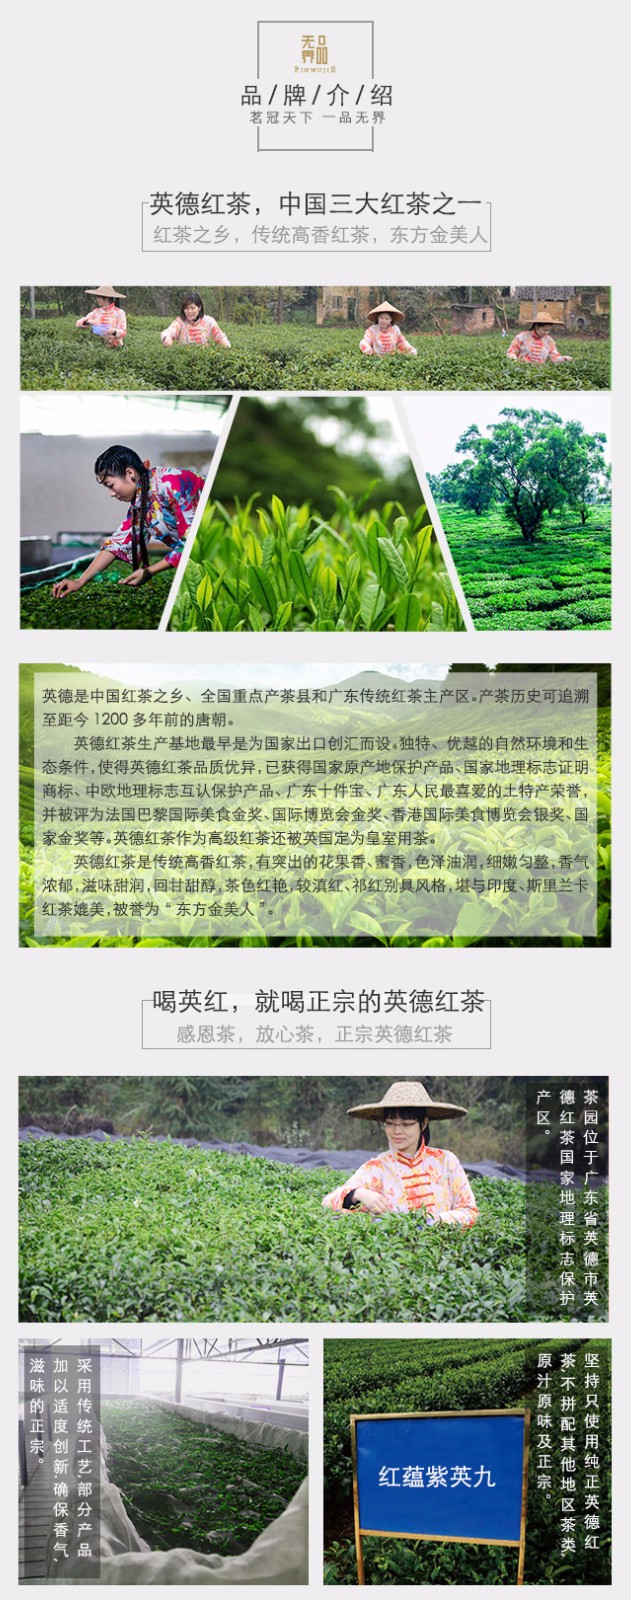 无界品
PINWUJIE
品/牌/介/绍
茗冠天下 一品无界
英德红茶，中国三大红茶之一
红茶之乡，传统高香红茶，东方金美人
英德是中国红茶之乡、全国重点产茶县和广东传统红茶主产区。产茶历史可追溯
至距今1200多年前的唐朝。
英德红茶生产基地最早是为国家出口创汇而设。独特、优越的自然环境和生
态条件，使得英德红茶品质优异，已获得国家原产地保护产品、国家地理标志证明
商标、中欧地理标志互认保护产品、广东十件宝、广东人民最喜爱的土特产荣誉，
并被评为法国巴黎国际美食金奖、国际博览会金奖、香港国际美食博览会银奖、国
家金奖等。英德红茶作为高级红茶还被英国定为皇室用茶。
英德红茶是传统高香红茶，有突出的花果香、蜜香，色泽油润，细嫩匀整，香气
浓郁，滋味甜润，回甘甜醇，茶色红艳，较滇红、祁红别具风格，堪与印度、斯里兰卡
红茶媲美，被誉为“东方金美人”。
喝英红，就喝正宗的英德红茶
感恩茶，放心茶，正宗英德红茶
茶园位于广东省英德市英
德红茶国家地理标志保护
产区。
采用传统工艺，部分产品
加以适度创新，确保香气、
滋味的正宗。
坚持只使用纯正英德红
茶，不拼配其他地区茶类，
原汁原味及正宗。
红蕴紫英九